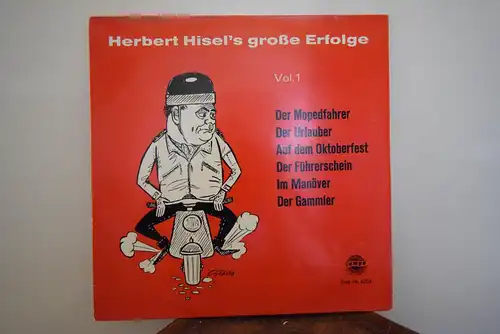 Herbert Hisel's große Erfolge
Vol. 1
Der Mopedfahrer
Der Urlauber
Auf dem Oktoberfest
Der Führerschein
Im Manöver
Der Gammler